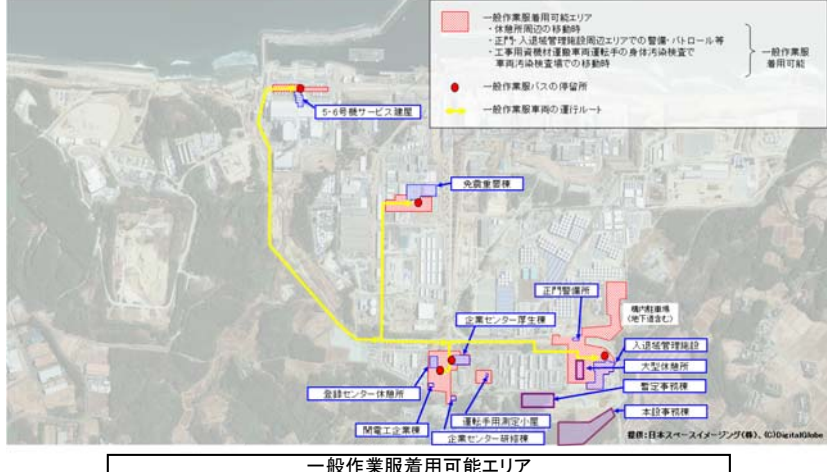 一般作業服着用可能エリア
・休憩所周辺の移動時
・正門・入退域管理施設周辺エリアでの警備・パトロール等
・工事用資機材運搬車両運転手の身体汚染検査で
車両汚染検査場での移動時
一般作業服
着用可能
一般作業服バスの停留所
一般作業服車両の運行ルート
5・6号機サービス建屋
免震重要棟
正門警備所
構内駐車場
(地下道含む)
企業センター厚生棟
入退域管理施設
大型休憩所
登録センター休憩所
暫定事務棟
運転手用測定小屋
本設事務棟
関電工企業棟
企業センター研修棟
提供:日本スペースイメージング(株)、(C)DigitalGlobe
一般作業服着用可能エリア